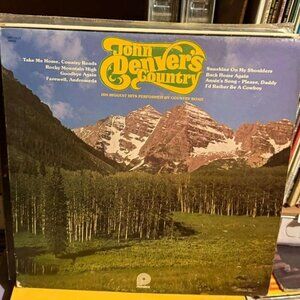 John
Denver's
Country
Take Me Home, Country Roads
Rocky Mountain High
Goodbye Again
Farewell, Andromeda
Sunshine On My Shoulders
Back Home Again
Annie's Song - Please, Daddy
I'd Rather Be A Cowboy
HIS BIGGEST HITS PERFORMED BY COUNTRY ROAD